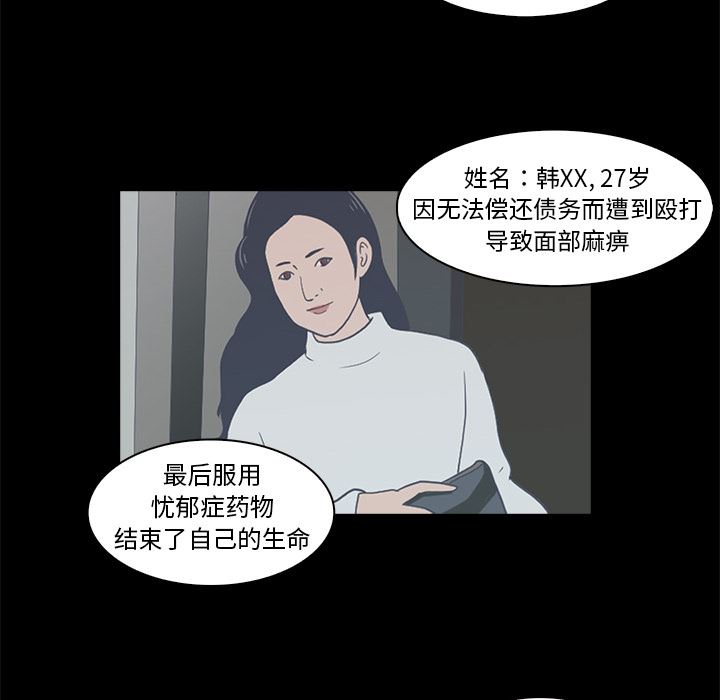 姓名：韩XX, 27岁
因无法偿还债务而遭到殴打
导致面部麻痹
最后服用
忧郁症药物
结束了自己的生命